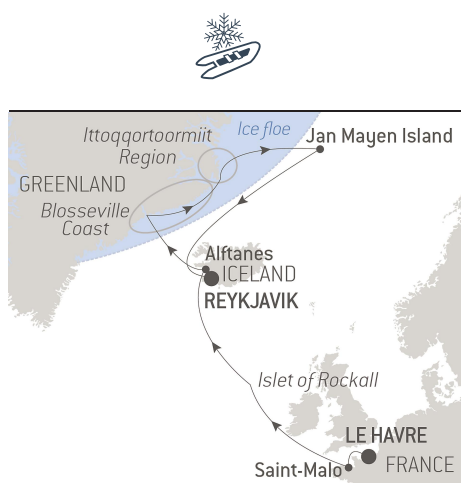 Ittoqqortoormiit
Region
Ice floe
Jan Mayen Island
GREENLAND
Blosseville
Coast
Alftanes
ICELAND
REYKJAVIK
Islet of Rockall
LE HAVRE
Saint-Malo
FRANCE